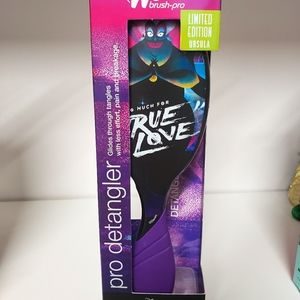 brush-pro
LIMITED
EDITION
URSULA
MUCH FOR
TRUE
LOVE
pro detangler
Glides through tangles
with less effort, pain and breakage.